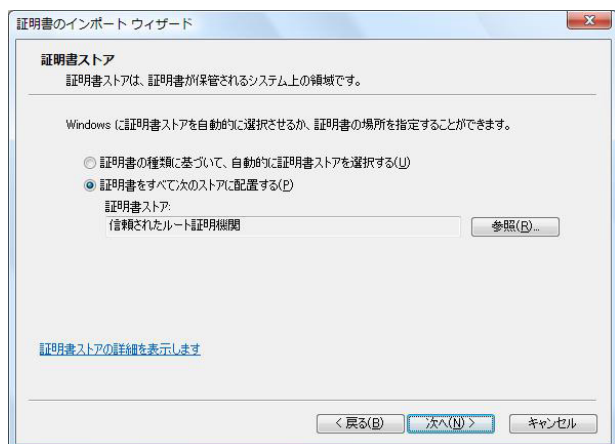 証明書のインポート ウィザード
証明書ストア
証明書ストアは、証明書が保管されるシステム上の領域です。
Windows に証明書ストアを自動的に選択させるか、証明書の場所を指定することができます。
証明書の種類に基づいて、自動的に証明書ストアを選択する(U)
証明書をすべて次のストアに配置する(P)
証明書ストア:
信頼されたルート証明機関
参照(R)...
証明書ストアの詳細を表示します
< 戻る(B)
次へ(N) >
キャンセル